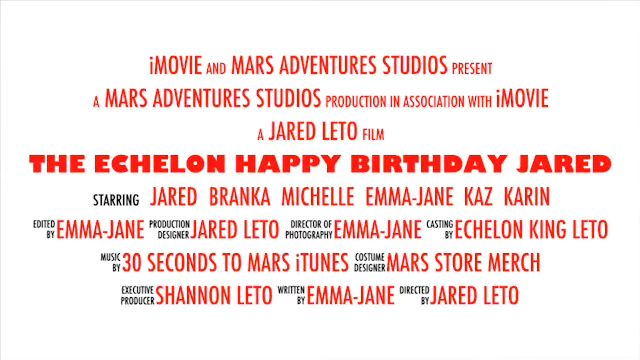 iMOVIE AND MARS ADVENTURES STUDIOS PRESENT
A MARS ADVENTURES STUDIOS PRODUCTION IN ASSOCIATION WITH iMOVIE
A JARED LETO FILM
THE ECHELON HAPPY BIRTHDAY JARED
STARRING JARED BRANKA MICHELLE EMMA-JANE KAZ KARIN
EDITED BY EMMA-JANE PRODUCTION DESIGNER JARED LETO DIRECTOR OF PHOTOGRAPHY EMMA-JANE CASTING BY ECHELON KING LETO
MUSIC BY 30 SECONDS TO MARS iTUNES COSTUME DESIGNER MARS STORE MERCH
EXECUTIVE PRODUCER SHANNON LETO WRITTEN BY EMMA-JANE DIRECTED BY JARED LETO